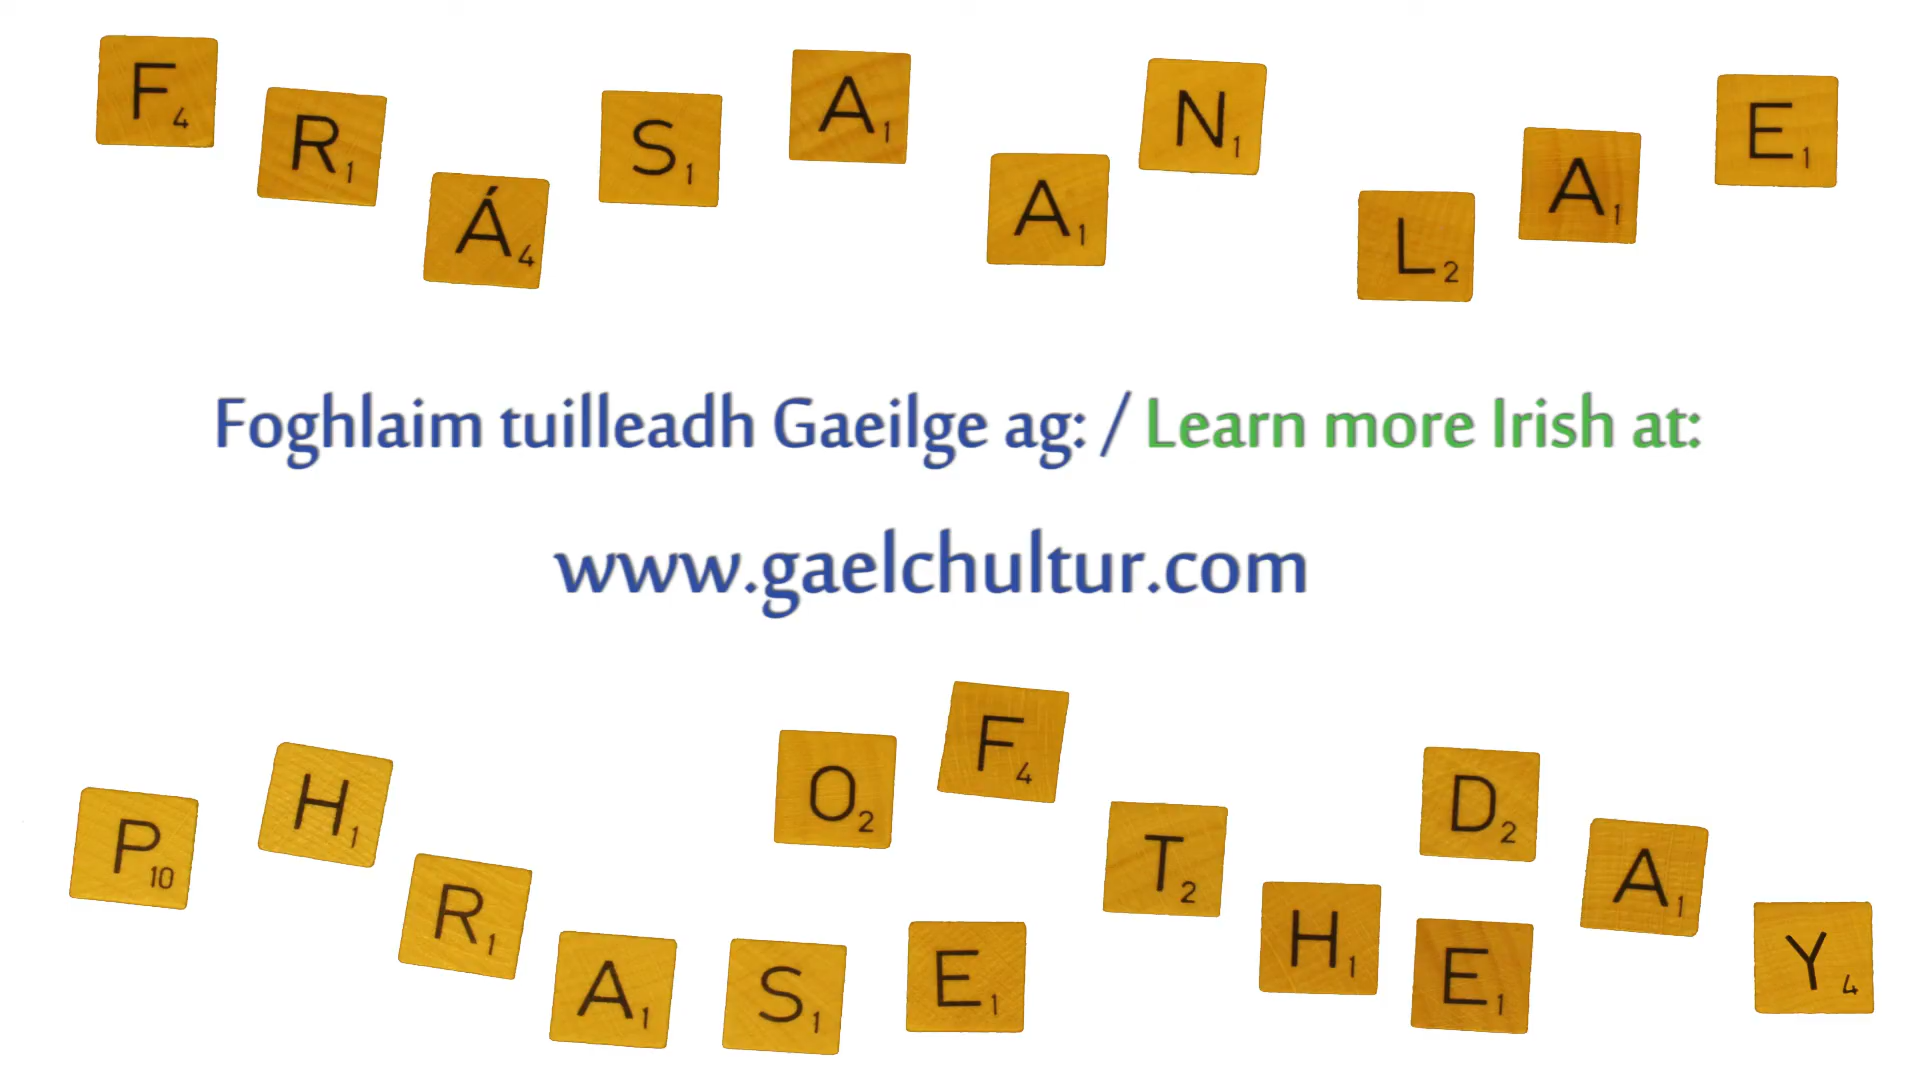 FRÁSA AN LAE
Foghlaim tuilleadh Gaeilge ag: / Learn more Irish at:
www.gaelchultur.com
PHRASE OF THE DAY